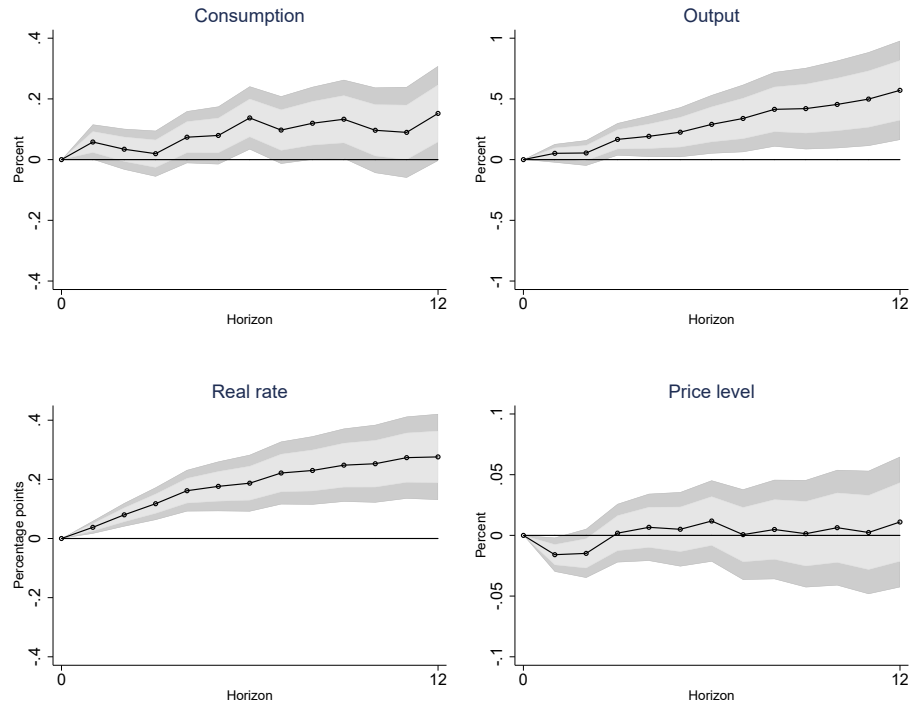 Consumption
Percent
.4
.2
0
-.2
-.4
0 12
Horizon
Output
Percent
1
.5
0
-.5
-1
0 12
Horizon
Real rate
Percentage points
.4
.2
0
-.2
-.4
0 12
Horizon
Price level
Percent
.1
.05
0
-.05
-.1
0 12
Horizon